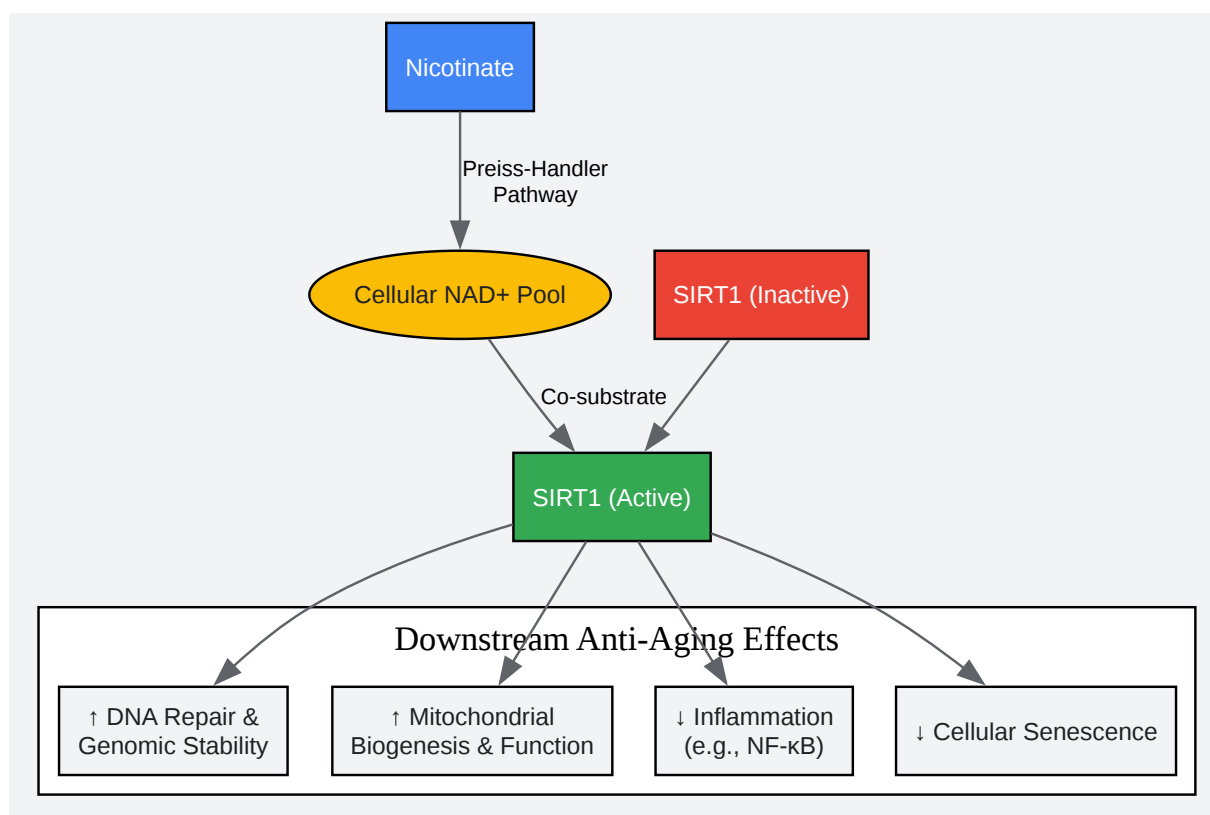 Nicotinate
Preiss-Handler
Pathway
Cellular NAD+ Pool
SIRT1 (Inactive)
Co-substrate
SIRT1 (Active)
Downstream Anti-Aging Effects
↑ DNA Repair &
Genomic Stability
↑ Mitochondrial
Biogenesis & Function
↓ Inflammation
(e.g., NF-κB)
↓ Cellular Senescence